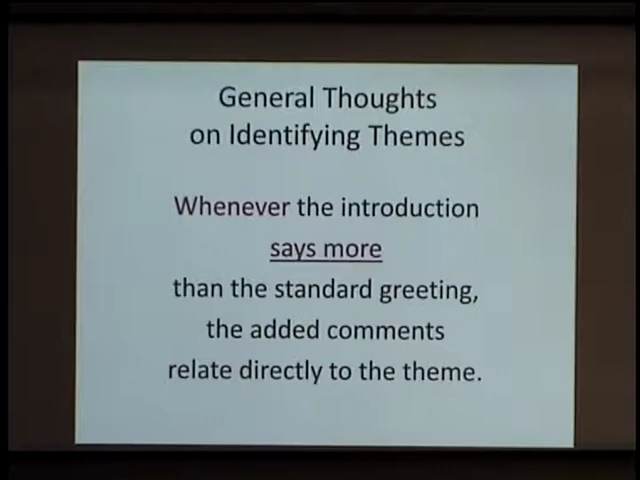 General Thoughts
on Identifying Themes
Whenever the introduction
says more
than the standard greeting,
the added comments
relate directly to the theme.